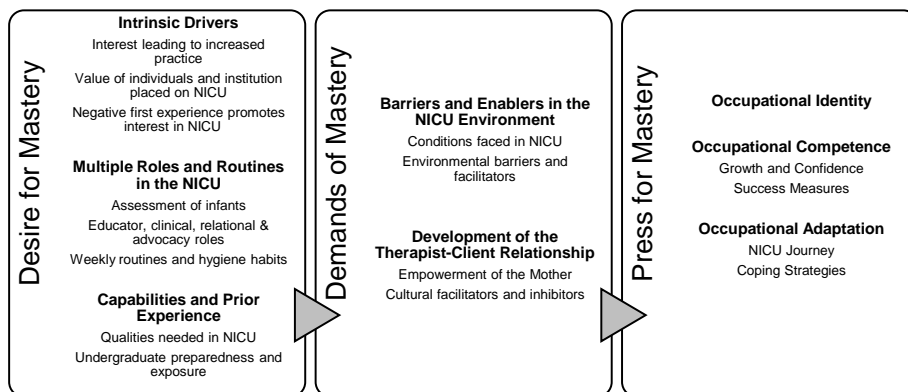 Desire for Mastery
Intrinsic Drivers
Interest leading to increased
practice
Value of individuals and institution
placed on NICU
Negative first experience promotes
interest in NICU
Multiple Roles and Routines
in the NICU
Assessment of infants
Educator, clinical, relational &
advocacy roles
Weekly routines and hygiene habits
Capabilities and Prior
Experience
Qualities needed in NICU
Undergraduate preparedness and
exposure
Demands of Mastery
Barriers and Enablers in the
NICU Environment
Conditions faced in NICU
Environmental barriers and
facilitators
Development of the
Therapist-Client Relationship
Empowerment of the Mother
Cultural facilitators and inhibitors
Press for Mastery
Occupational Identity
Occupational Competence
Growth and Confidence
Success Measures
Occupational Adaptation
NICU Journey
Coping Strategies